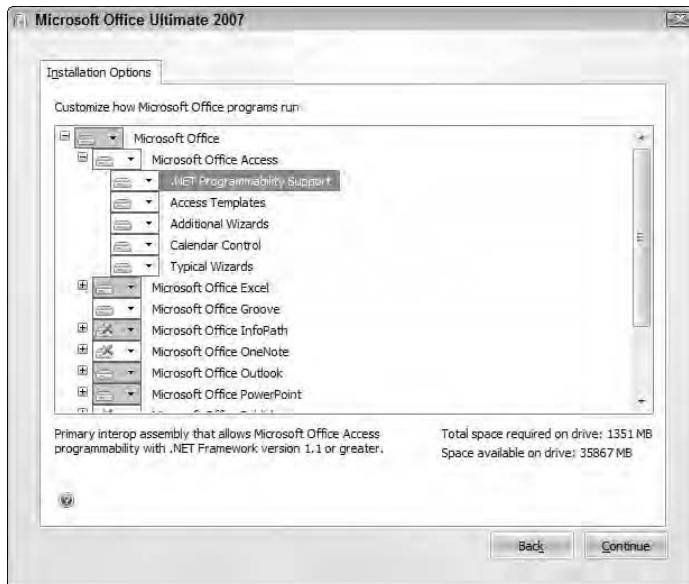 Microsoft Office Ultimate 2007
Installation Options
Customize how Microsoft Office programs run:
Microsoft Office
Microsoft Office Access
.NET Programmability Support
Access Templates
Additional Wizards
Calendar Control
Typical Wizards
Microsoft Office Excel
Microsoft Office Groove
Microsoft Office InfoPath
Microsoft Office OneNote
Microsoft Office Outlook
Microsoft Office PowerPoint
Primary interop assembly that allows Microsoft Office Access
programmability with .NET Framework version 1.1 or greater.
Total space required on drive: 1351 MB
Space available on drive: 35867 MB
Back
Continue